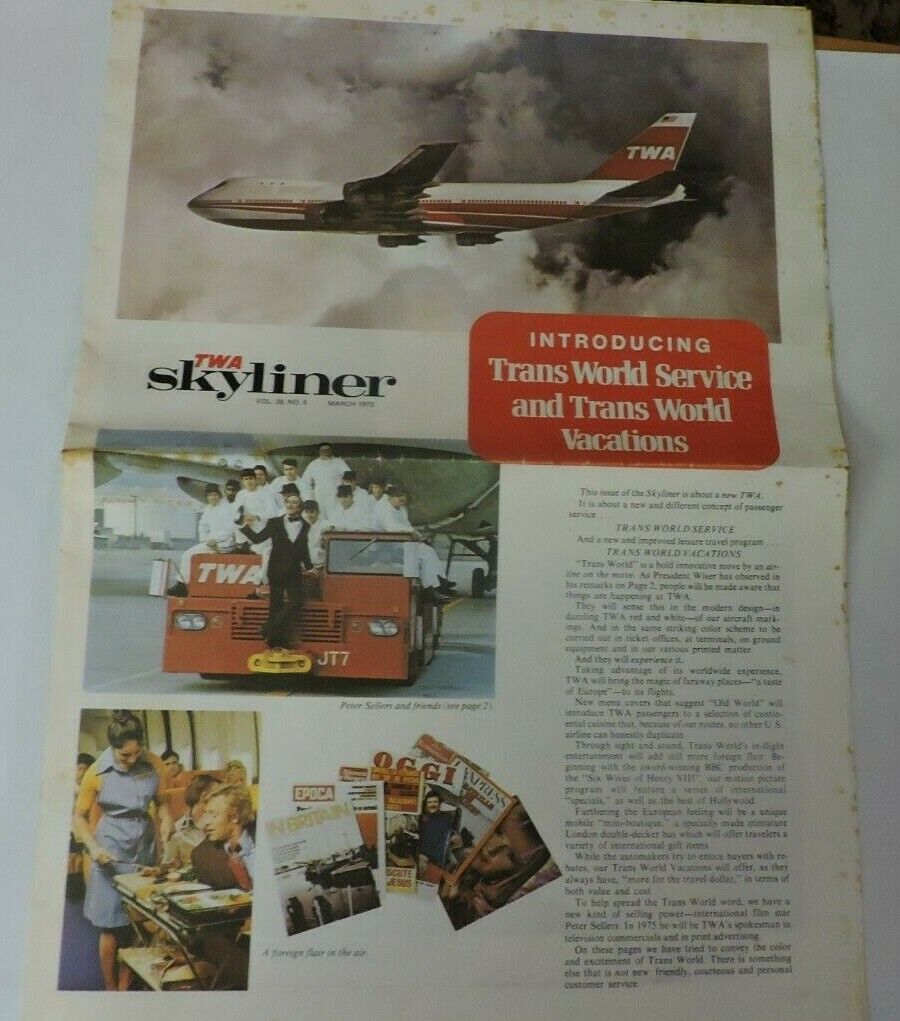 TWA
INTRODUCING
Trans World Service
and Trans World
Vacations
TWA
skyliner
VOL. 38, NO. 4 MARCH 1975
TWA
JT7
Peter Sellers and friends (see page 2).
EPOCA
IN BRITAIN
OGGI
A foreign flair in the air.
This issue of the Skyliner is about a new TWA.
It is about a new and different concept of passenger
service . . .
TRANS WORLD SERVICE
And a new and improved leisure travel program . . .
TRANS WORLD VACATIONS
"Trans World" is a bold innovative move by an air-
line on the move. As President Wiser has observed in
his remarks on Page 2, people will be made aware that
things are happening at TWA.
They will sense this in the modern design—in
dazzling TWA red and white—of our aircraft mark-
ings. And in the same striking color scheme to be
carried out in ticket offices, at terminals, on ground
equipment and in our various printed matter.
And they will experience it.
Taking advantage of its worldwide experience,
TWA will bring the magic of faraway places—"a taste
of Europe"—to its flights.
New menu covers that suggest "Old World" will
introduce TWA passengers to a selection of contin-
ental cuisine that, because of our routes, no other U.S.
airline can honestly duplicate.
Through sight and sound, Trans World's in-flight
entertainment will add still more foreign flair. Be-
ginning with the award-winning BBC production of
the "Six Wives of Henry VIII", our motion picture
program will feature a series of international
"specials," as well as the best of Hollywood.
Furthering the European feeling will be a unique
mobile "mini-boutique," a specially made miniature
London double-decker bus which will offer travelers a
variety of international gift items.
While the automakers try to entice buyers with re-
bates, our Trans World Vacations will offer, as they
always have, "more for the travel dollar," in terms of
both value and cost.
To help spread the Trans World word, we have a
new kind of selling power—international film star
Peter Sellers. In 1975 he will be TWA's spokesman in
television commercials and in print advertising.
On these pages we have tried to convey the color
and excitement of Trans World. There is something
else that is not new: friendly, courteous and personal
customer service.